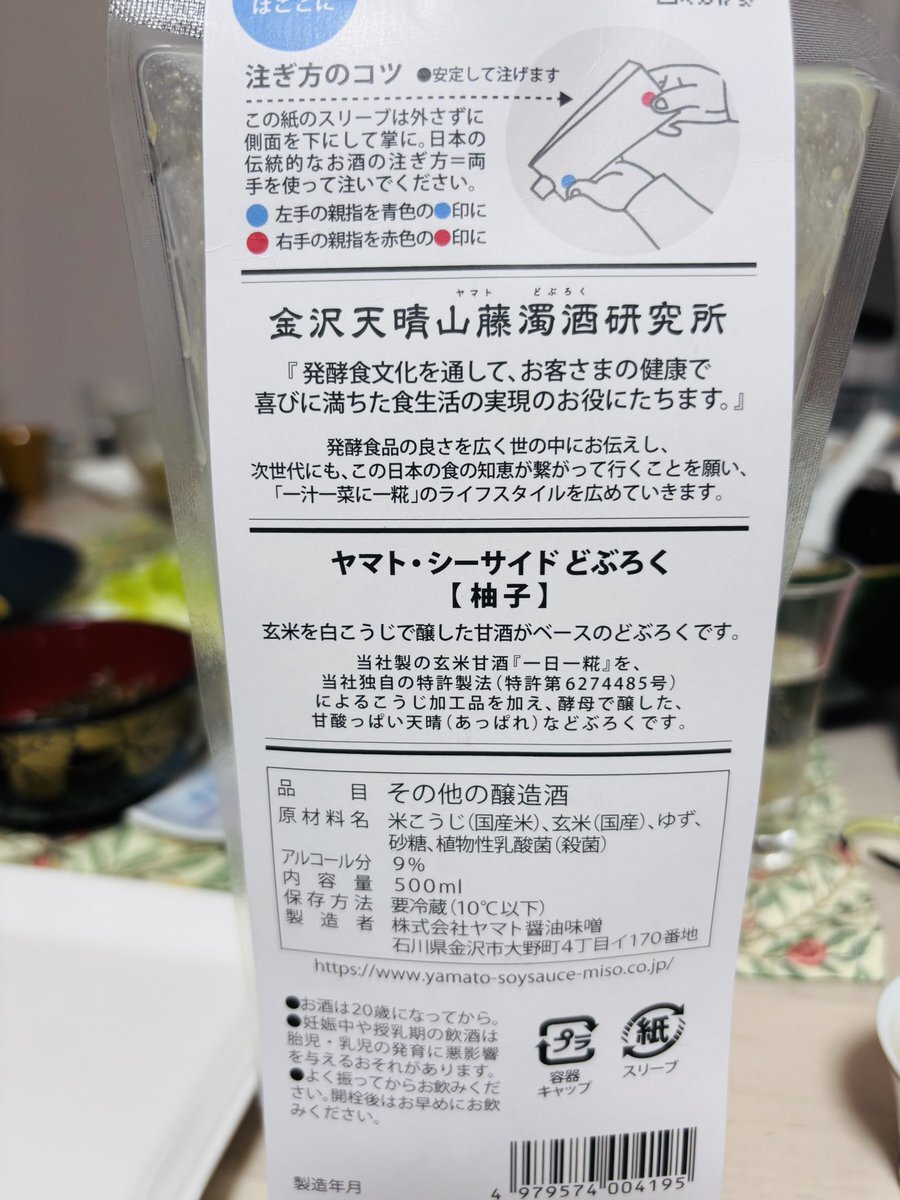 はここに
注ぎ方のコツ ●安定して注げます
この紙のスリーブは外さずに
側面を下にして掌に。日本の
伝統的なお酒の注ぎ方＝両
手を使って注いでください。
●左手の親指を青色の●印に
●右手の親指を赤色の●印に
ヤマト どぶろく
金沢天晴山藤濁酒研究所
『発酵食文化を通して、お客さまの健康で
喜びに満ちた食生活の実現のお役にたちます。』
発酵食品の良さを広く世の中にお伝えし、
次世代にも、この日本の食の知恵が繋がって行くことを願い、
「一汁一菜に一糀」のライフスタイルを広めていきます。
ヤマト・シーサイド どぶろく
【柚子】
玄米を白こうじで醸した甘酒がベースのどぶろくです。
当社製の玄米甘酒『一日一糀』を、
当社独自の特許製法（特許第6274485号）
によるこうじ加工品を加え、酵母で醸した、
甘酸っぱい天晴（あっぱれ）などぶろくです。
品目 その他の醸造酒
原材料名 米こうじ（国産米）、玄米（国産）、ゆず、
砂糖、植物性乳酸菌（殺菌）
アルコール分 9%
内容量 500ml
保存方法 要冷蔵（10℃以下）
製造者 株式会社ヤマト醤油味噌
石川県金沢市大野町4丁目イ170番地
https://www.yamato-soysauce-miso.co.jp/
●お酒は20歳になってから。
●妊娠中や授乳期の飲酒は
胎児・乳児の発育に悪影響
を与えるおそれがあります。
●よく振ってからお飲みくだ
さい。開栓後はお早めにお飲
みください。
プラ
容器
キャップ
紙
スリーブ
製造年月
4 979574 004195